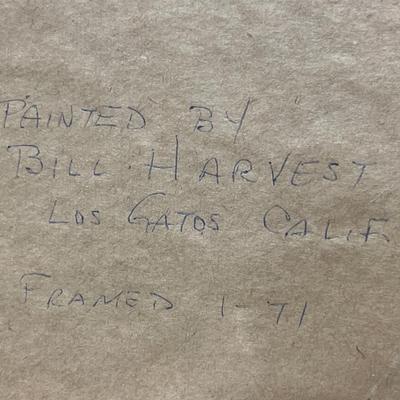 PAINTED BY
BILL HARVEST
LOS GATOS CALIF.
FRAMED 1-71